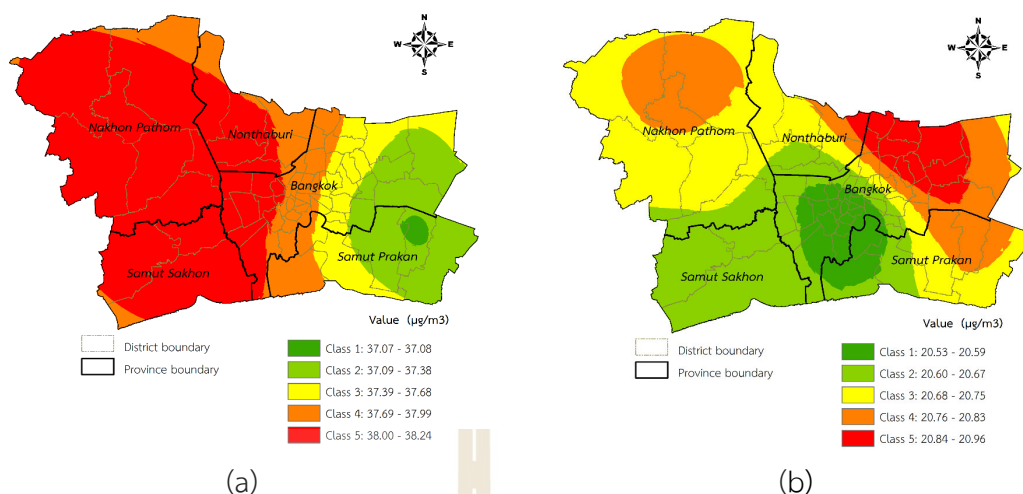 N
W E
S
Nakhon Pathom
Nonthaburi
Bangkok
Samut Prakan
Samut Sakhon
Value (µg/m3)
District boundary
Province boundary
Class 1: 37.07 - 37.08
Class 2: 37.09 - 37.38
Class 3: 37.39 - 37.68
Class 4: 37.69 - 37.99
Class 5: 38.00 - 38.24
(a)
N
W E
S
Nakhon Pathom
Nonthaburi
Bangkok
Samut Prakan
Samut Sakhon
Value (µg/m3)
District boundary
Province boundary
Class 1: 20.53 - 20.59
Class 2: 20.60 - 20.67
Class 3: 20.68 - 20.75
Class 4: 20.76 - 20.83
Class 5: 20.84 - 20.96
(b)